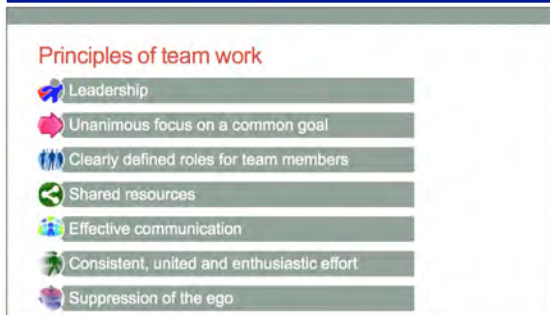 Principles of team work
Leadership
Unanimous focus on a common goal
Clearly defined roles for team members
Shared resources
Effective communication
Consistent, united and enthusiastic effort
Suppression of the ego